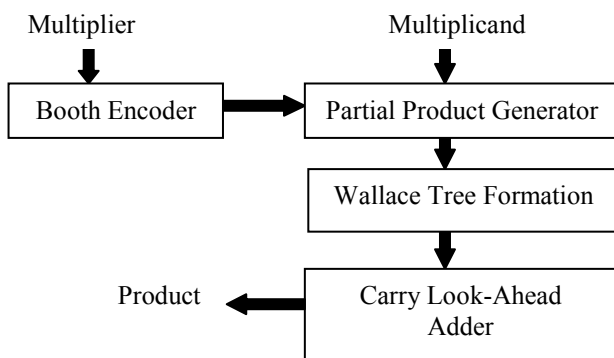 Multiplier
Multiplicand
Booth Encoder
Partial Product Generator
Wallace Tree Formation
Product
Carry Look-Ahead
Adder